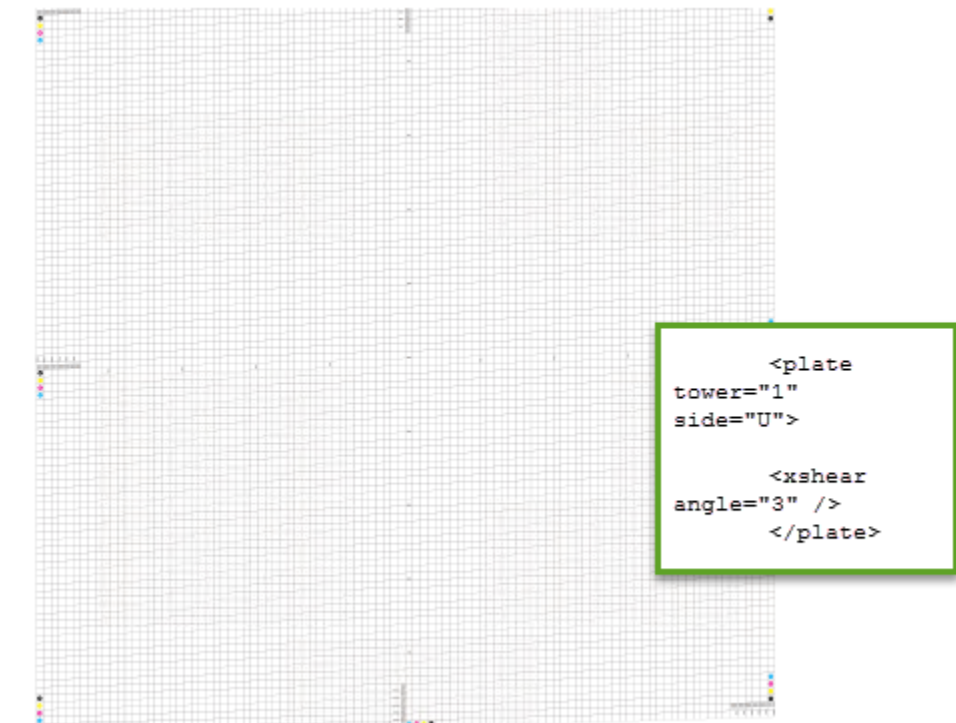 <plate
tower="1"
side="U">
<xshear
angle="3" />
</plate>